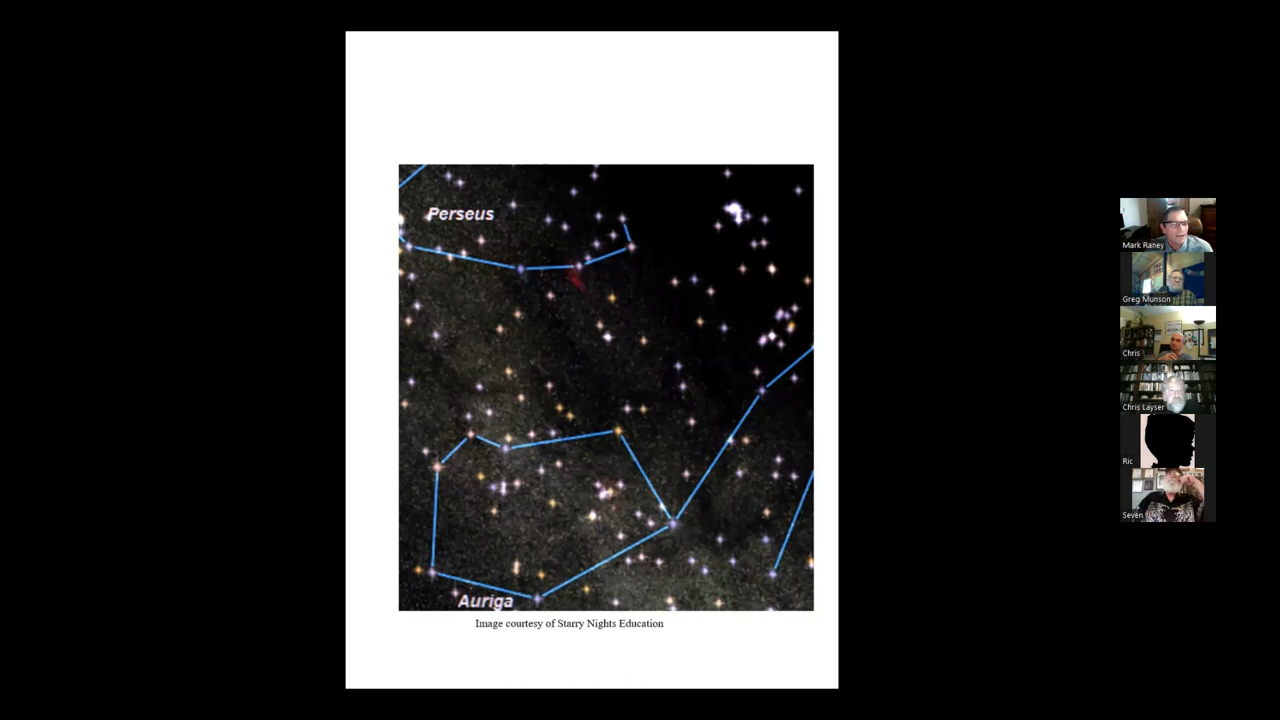 Perseus
Auriga
Image courtesy of Starry Nights Education
Mark Raney
Greg Munson
Chris
Chris Layser
Ric
Seven